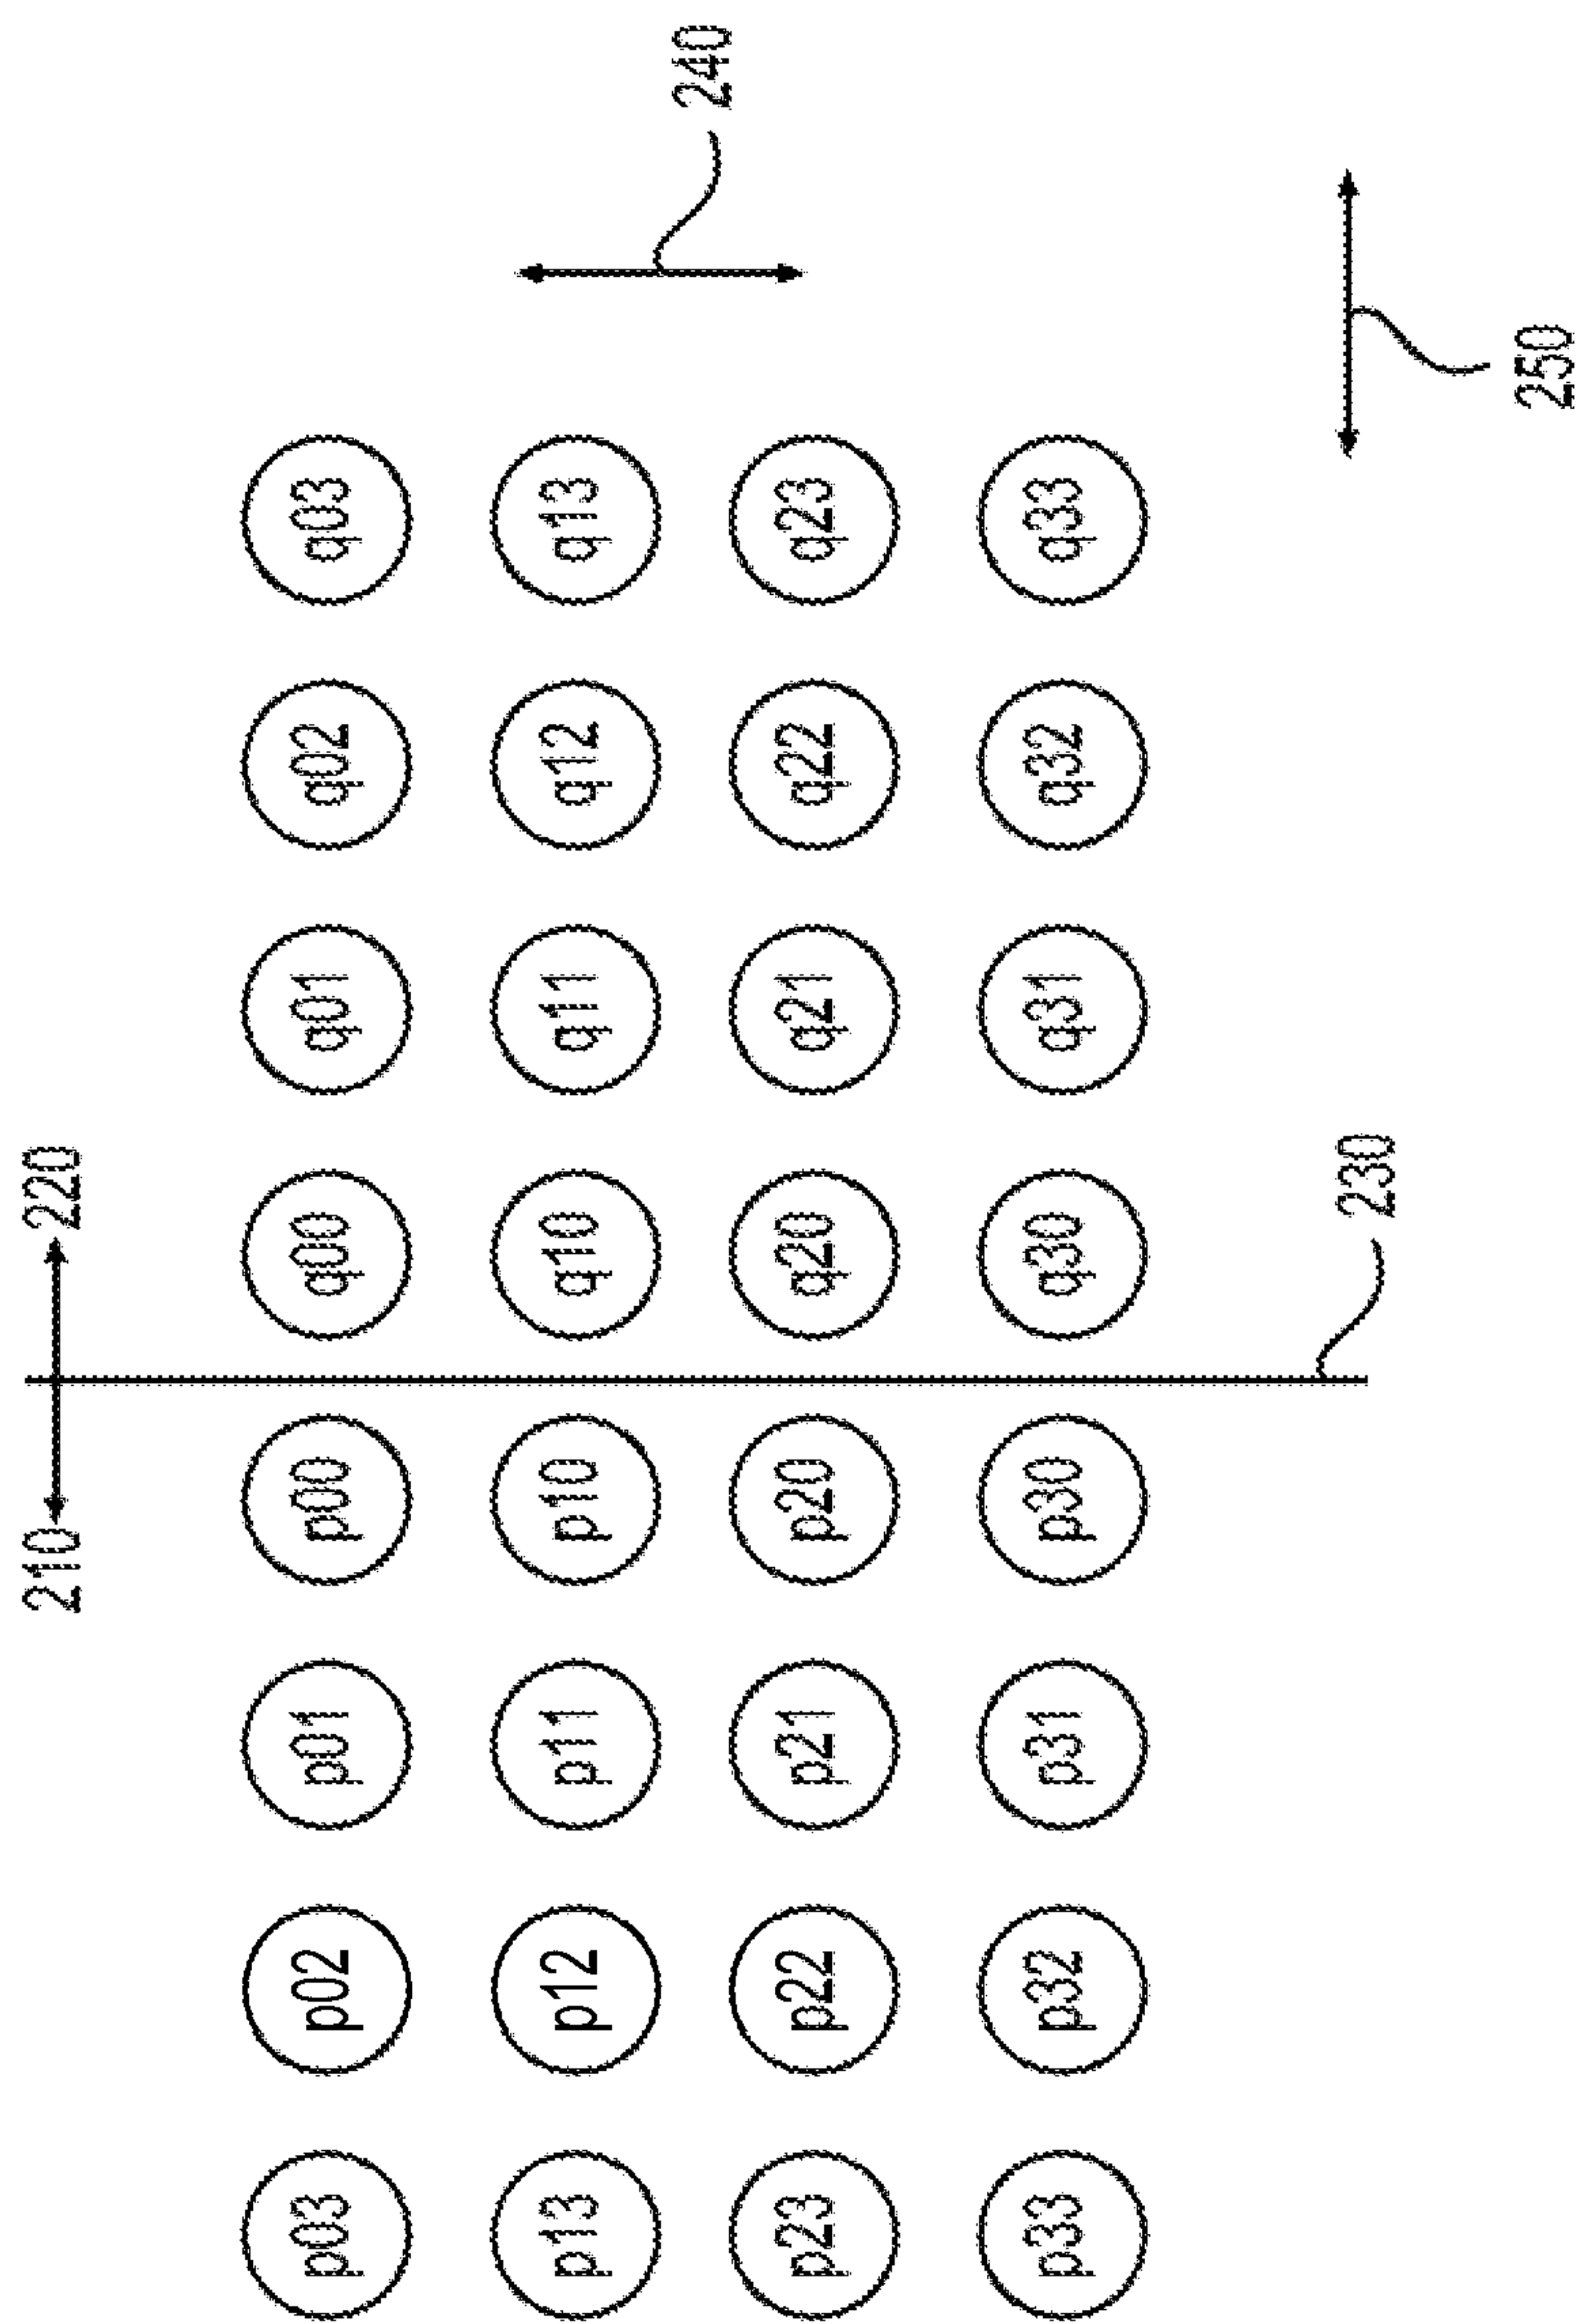 210 220
p03 p02 p01 p00 q00 q01 q02 q03
p13 p12 p11 p10 q10 q11 q12 q13
240
p23 p22 p21 p20 q20 q21 q22 q23
p33 p32 p31 p30 q30 q31 q32 q33
230
250